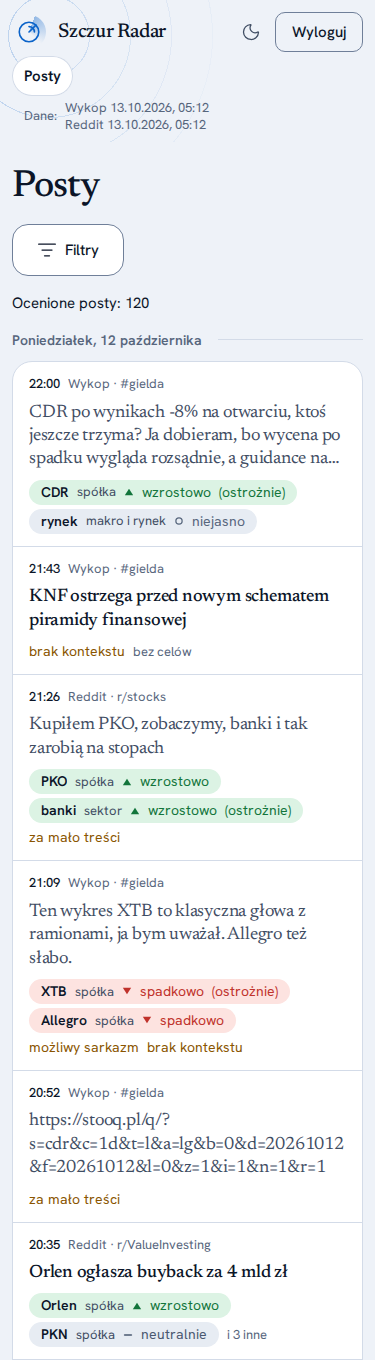 Szczur Radar
Wyloguj
Posty
Dane:
Wykop 13.10.2026, 05:12
Reddit 13.10.2026, 05:12
Posty
Filtry
Ocenione posty: 120
Poniedziałek, 12 października
22:00 Wykop · #gielda
CDR po wynikach -8% na otwarciu, ktoś
jeszcze trzyma? Ja dobieram, bo wycena po
spadku wygląda rozsądnie, a guidance na…
CDR spółka ▲ wzrostowo (ostrożnie)
rynek makro i rynek ○ niejasno
21:43 Wykop · #gielda
KNF ostrzega przed nowym schematem
piramidy finansowej
brak kontekstu bez celów
21:26 Reddit · r/stocks
Kupiłem PKO, zobaczymy, banki i tak
zarobią na stopach
PKO spółka ▲ wzrostowo
banki sektor ▲ wzrostowo (ostrożnie)
za mało treści
21:09 Wykop · #gielda
Ten wykres XTB to klasyczna głowa z
ramionami, ja bym uważał. Allegro też
słabo.
XTB spółka ▼ spadkowo (ostrożnie)
Allegro spółka ▼ spadkowo
możliwy sarkazm brak kontekstu
20:52 Wykop · #gielda
https://stooq.pl/q/?
s=cdr&c=1d&t=l&a=lg&b=0&d=20261012
&f=20261012&l=0&z=1&i=1&n=1&r=1
za mało treści
20:35 Reddit · r/ValueInvesting
Orlen ogłasza buyback za 4 mld zł
Orlen spółka ▲ wzrostowo
PKN spółka — neutralnie i 3 inne